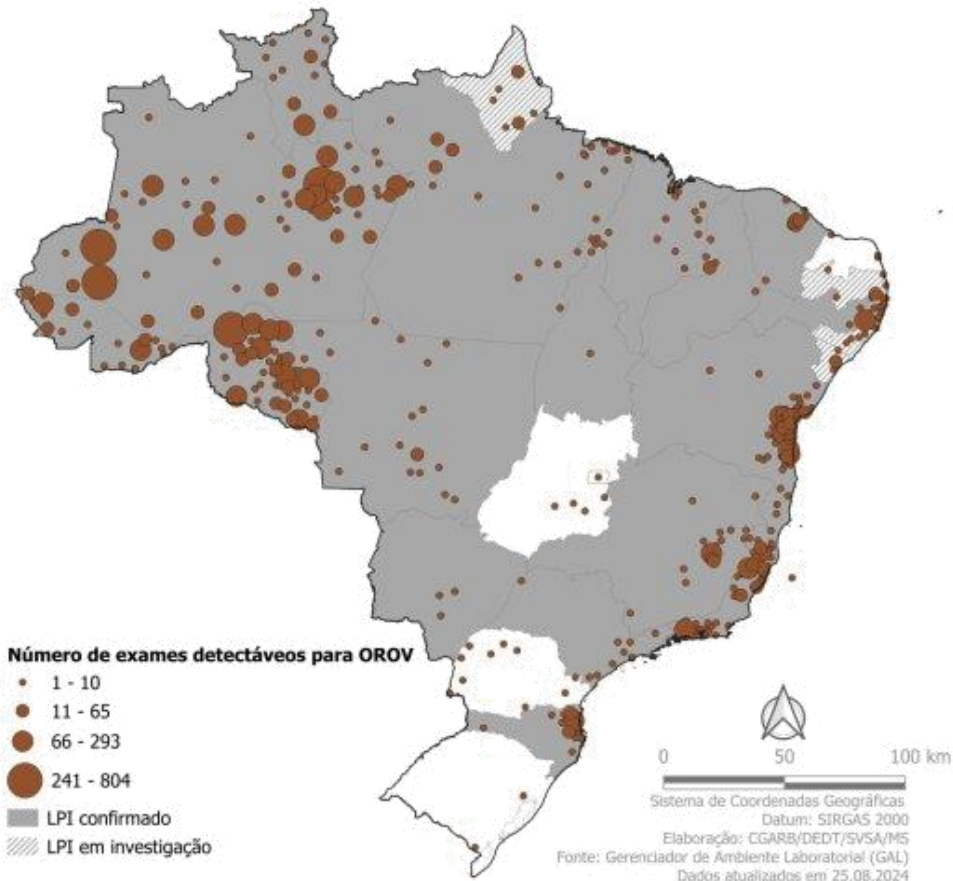 Número de exames detectáveos para OROV
1 - 10
11 - 65
66 - 293
241 - 804
LPI confirmado
LPI em investigação
0 50 100 km
Sistema de Coordenadas Geográficas
Datum: SIRGAS 2000
Elaboração: CGARB/DEDT/SVSA/MS
Fonte: Gerenciador de Ambiente Laboratorial (GAL)
Dados atualizados em 25.08.2024